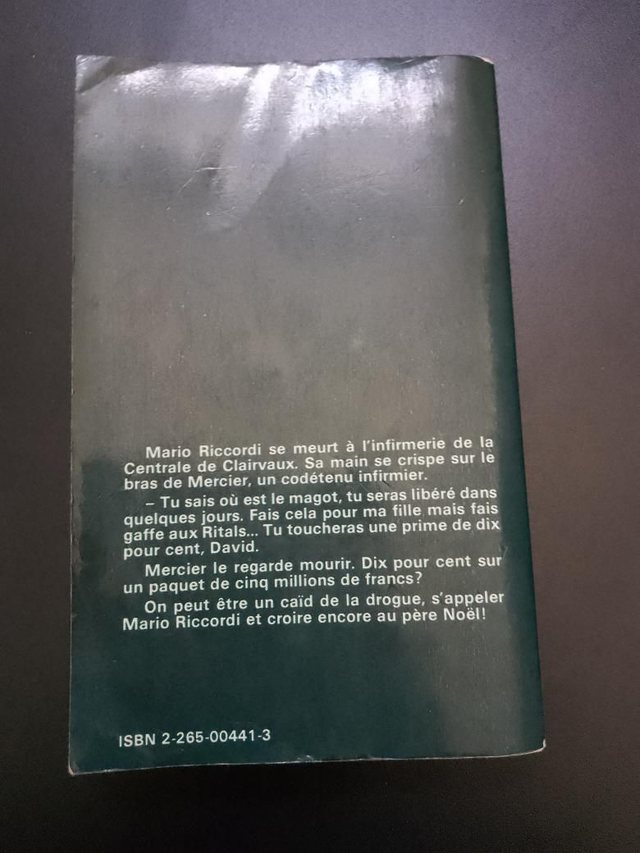 Mario Riccordi se meurt à l'infirmerie de la
Centrale de Clairvaux. Sa main se crispe sur le
bras de Mercier, un codétenu infirmier.
– Tu sais où est le magot, tu seras libéré dans
quelques jours. Fais cela pour ma fille mais fais
gaffe aux Ritals... Tu toucheras une prime de dix
pour cent, David.
Mercier le regarde mourir. Dix pour cent sur
un paquet de cinq millions de francs?
On peut être un caïd de la drogue, s'appeler
Mario Riccordi et croire encore au père Noël!
ISBN 2-265-00441-3